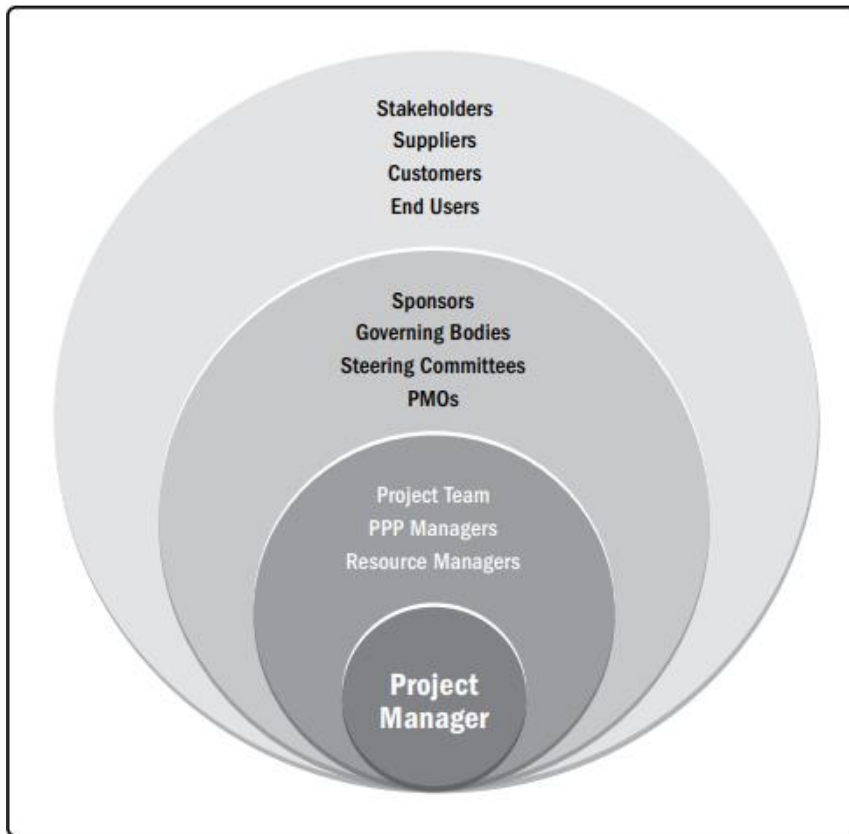 Stakeholders
Suppliers
Customers
End Users
Sponsors
Governing Bodies
Steering Committees
PMOs
Project Team
PPP Managers
Resource Managers
Project
Manager